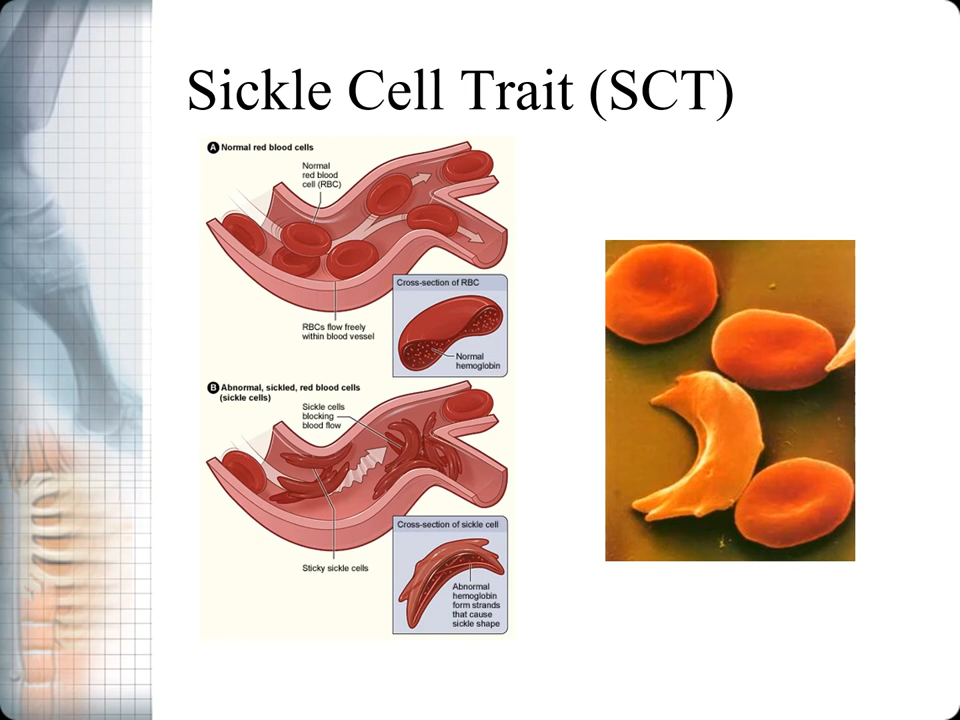 Sickle Cell Trait (SCT)
A Normal red blood cells
Normal
red blood
cell (RBC)
Cross-section of RBC
RBCs flow freely
within blood vessel
Normal
hemoglobin
B Abnormal, sickled, red blood cells
(sickle cells)
Sickle cells
blocking
blood flow
Cross-section of sickle cell
Sticky sickle cells
Abnormal
hemoglobin
form strands
that cause
sickle shape